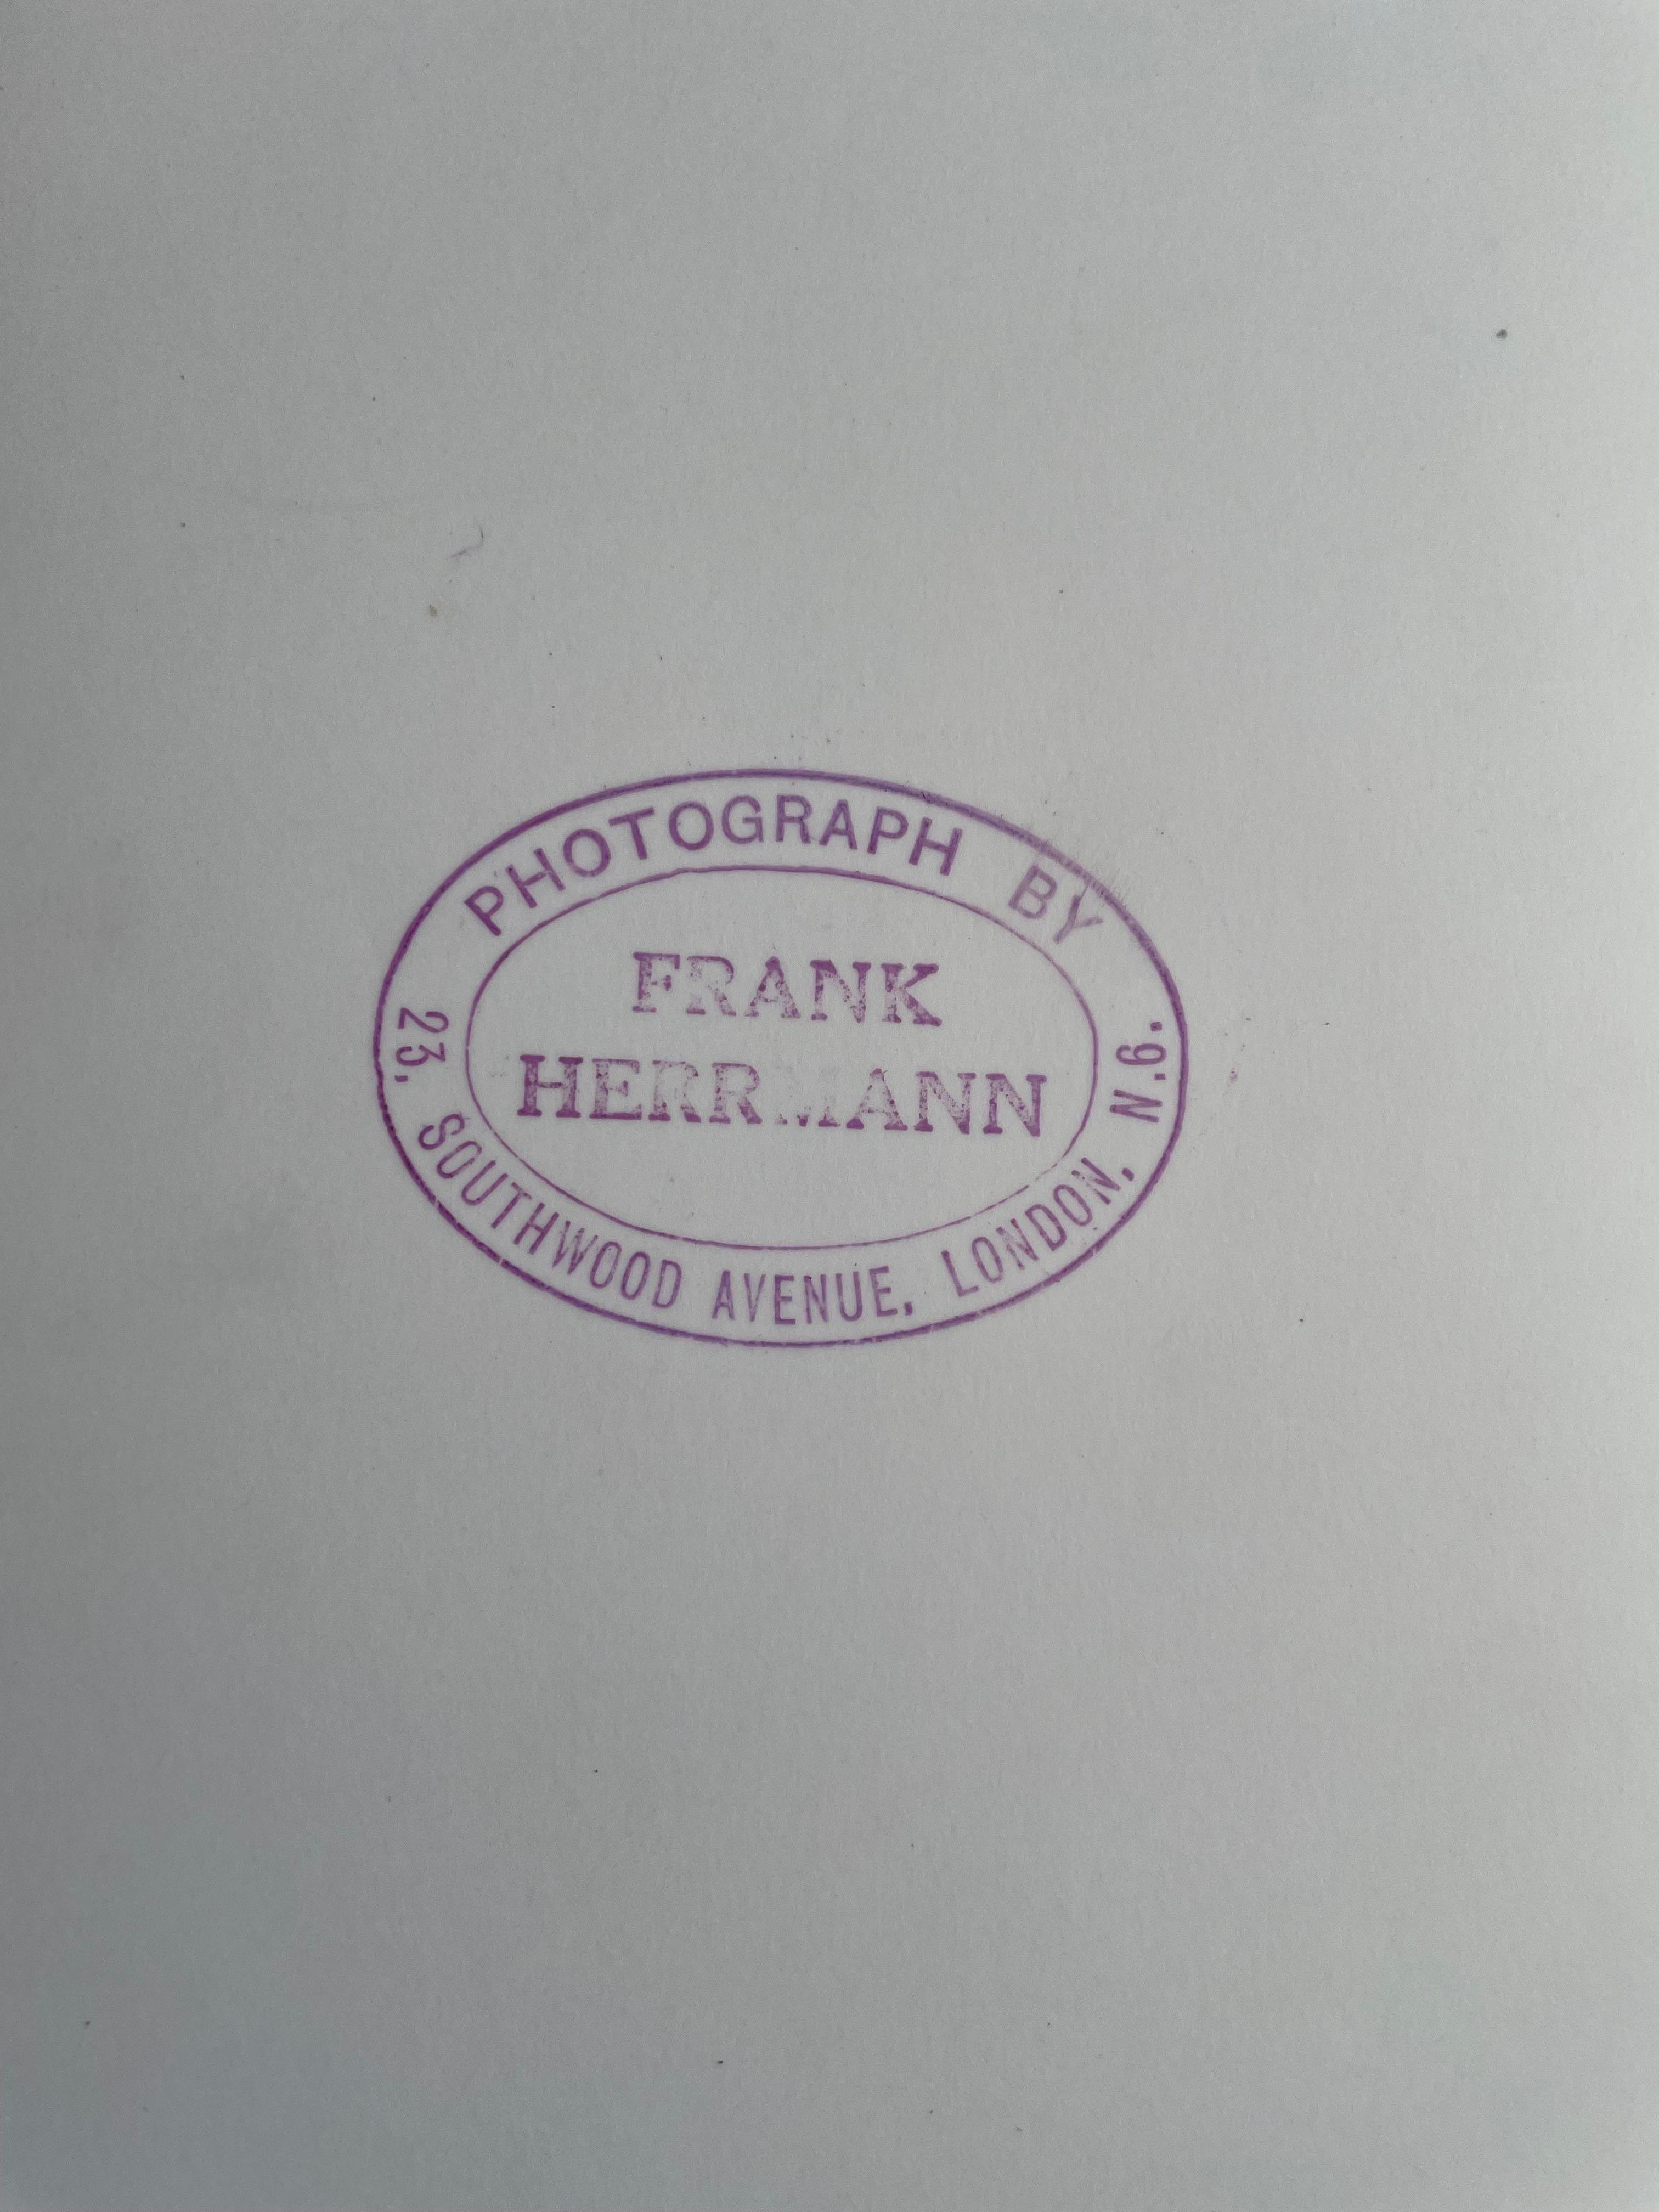 PHOTOGRAPH BY
FRANK
HERRMANN
23, SOUTHWOOD AVENUE, LONDON, N.6.